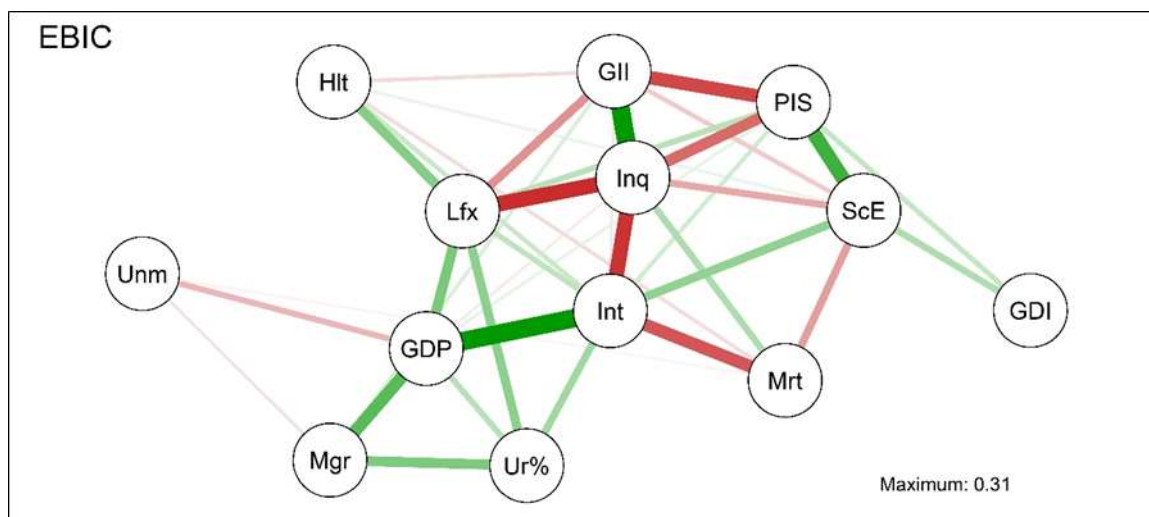 EBIC
Hlt
GII
PIS
Inq
Lfx
ScE
Unm
Int
GDI
GDP
Mrt
Mgr
Ur%
Maximum: 0.31